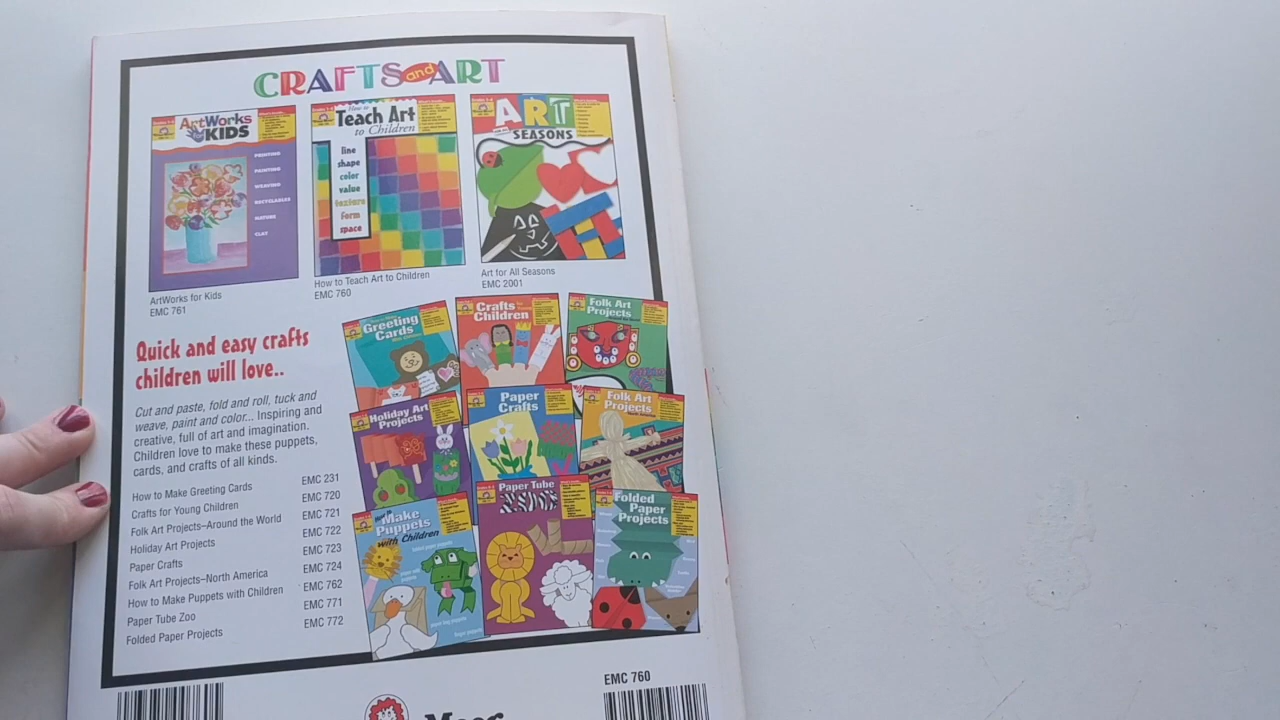 CRAFTS and ART
ArtWorks for KIDS
PRINTING
PAINTING
WEAVING
RECYCLABLES
NATURE
CLAY
How to
Teach Art
to Children
line
shape
color
value
texture
form
space
ART
SEASONS
ArtWorks for Kids
EMC 761
How to Teach Art to Children
EMC 760
Art for All Seasons
EMC 2001
Quick and easy crafts
children will love..
Cut and paste, fold and roll, tuck and
weave, paint and color... Inspiring and
creative, full of art and imagination.
Children love to make these puppets,
cards, and crafts of all kinds.
How to Make Greeting Cards EMC 231
Crafts for Young Children EMC 720
Folk Art Projects–Around the World EMC 721
Holiday Art Projects EMC 722
Paper Crafts EMC 723
Folk Art Projects–North America EMC 724
How to Make Puppets with Children EMC 762
Paper Tube Zoo EMC 771
Folded Paper Projects EMC 772
Greeting
Cards
Crafts
Children
Folk Art
Projects
Holiday Art
Projects
Paper
Crafts
Folk Art
Projects
Make
Puppets
with Children
Paper Tube
Folded
Paper
Projects
EMC 760